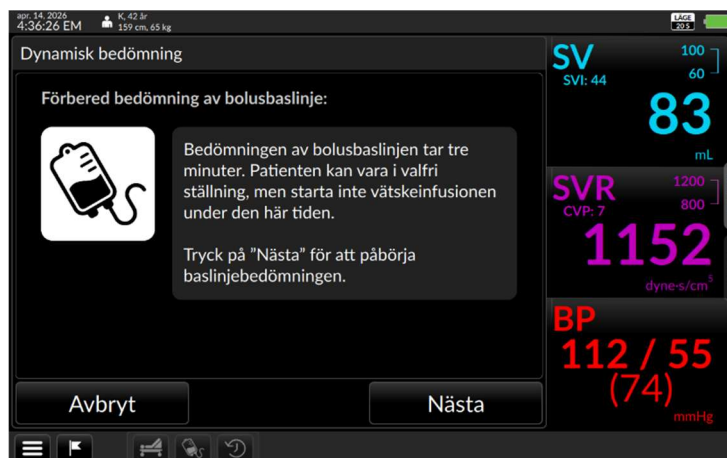 apr. 14, 2026
4:36:26 EM
K, 42 år
159 cm, 65 kg
LÄGE
20 S
Dynamisk bedömning
Förbered bedömning av bolusbaslinje:
Bedömningen av bolusbaslinjen tar tre
minuter. Patienten kan vara i valfri
ställning, men starta inte vätskeinfusionen
under den här tiden.
Tryck på ”Nästa” för att påbörja
baslinjebedömningen.
Avbryt
Nästa
SV
SVI: 44
100
60
83
mL
SVR
CVP: 7
1200
800
1152
dyne-s/cm⁵
BP
112 / 55
(74)
mmHg